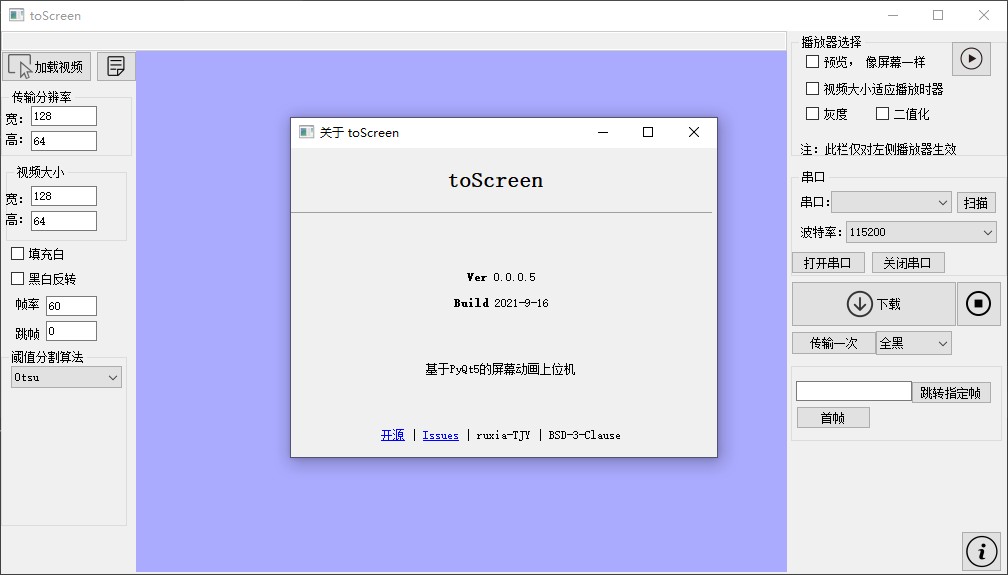 toScreen
加载视频
传输分辨率
宽: 128
高: 64
视频大小
宽: 128
高: 64
填充白
黑白反转
帧率 60
跳帧 0
阈值分割算法
Otsu
关于 toScreen
toScreen
Ver 0.0.0.5
Build 2021-9-16
基于PyQt5的屏幕动画上位机
开源 | Issues | ruxia-TJY | BSD-3-Clause
播放器选择
预览， 像屏幕一样
视频大小适应播放时器
灰度 二值化
注：此栏仅对左侧播放器生效
串口
串口: 扫描
波特率: 115200
打开串口 关闭串口
下载
传输一次 全黑
跳转指定帧
首帧